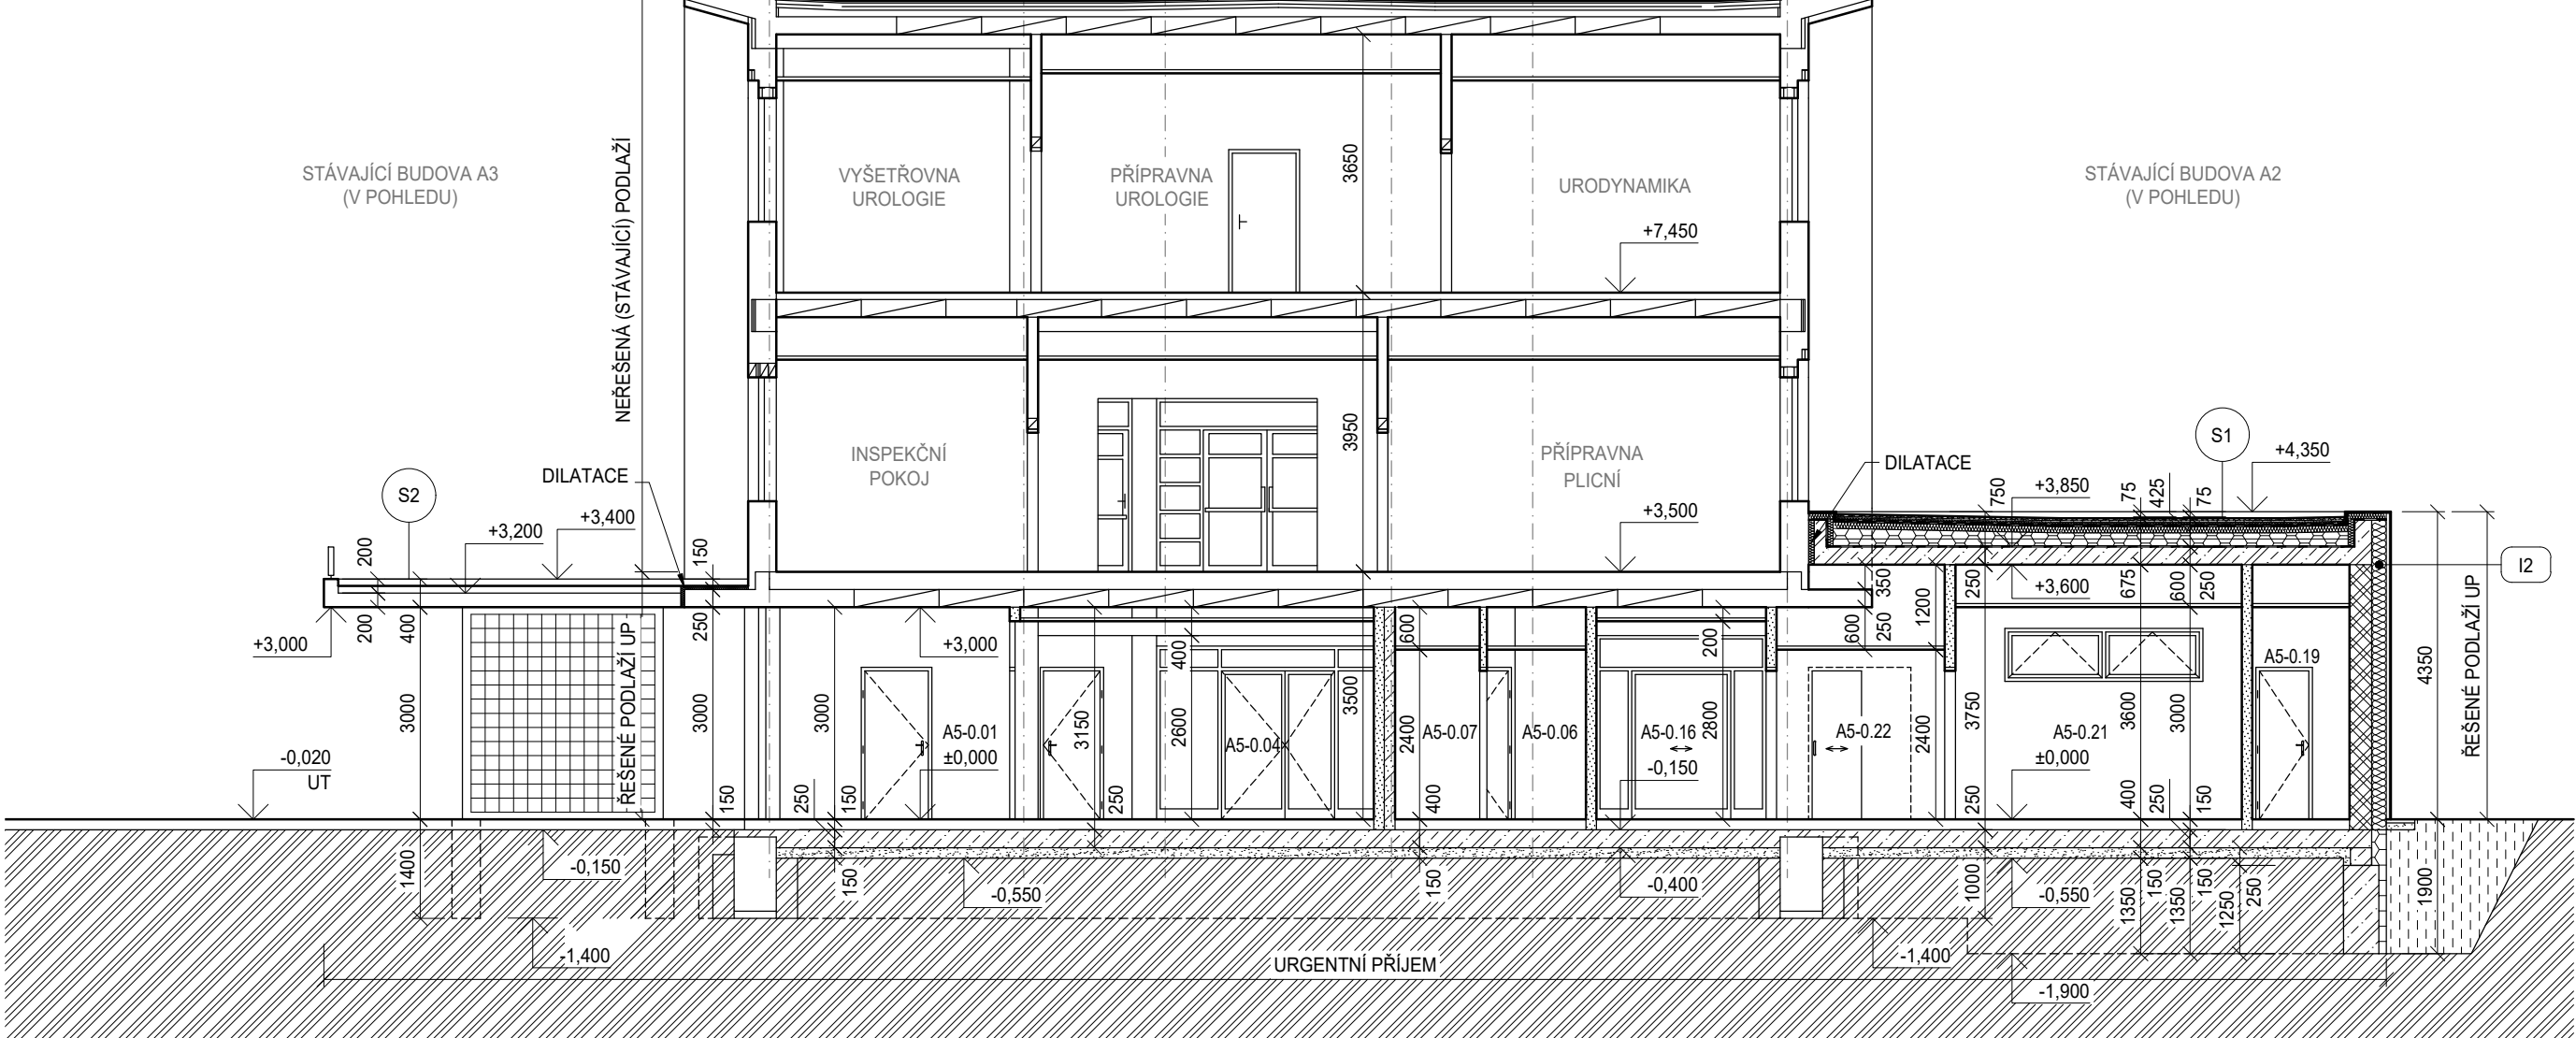 STÁVAJÍCÍ BUDOVA A3
(V POHLEDU)
NEŘEŠENÁ (STÁVAJÍCÍ) PODLAŽÍ
VYŠETŘOVNA
UROLOGIE
PŘÍPRAVNA
UROLOGIE
3650
URODYNAMIKA
+7,450
STÁVAJÍCÍ BUDOVA A2
(V POHLEDU)
INSPEKČNÍ
POKOJ
3950
PŘÍPRAVNA
PLICNÍ
+3,500
DILATACE
S2
+3,200
+3,400
200
150
DILATACE
S1
750
+3,850
75
425
75
+4,350
I2
+3,000
200
400
250
+3,000
400
600
200
350
600
250
1200
250
+3,600
675
600
250
3000
ŘEŠENÉ PODLAŽÍ UP
3000
3000
A5-0.01
±0,000
3150
2600
A5-0.04
3500
2400
A5-0.07
A5-0.06
A5-0.16
2800
A5-0.22
2400
3750
A5-0.21
±0,000
3600
3000
A5-0.19
4350
ŘEŠENÉ PODLAŽÍ UP
-0,020
UT
150
250
150
250
400
-0,150
250
400
250
150
1400
-0,150
150
-0,550
150
-0,400
1000
-0,550
1350
150
1350
150
1250
250
1900
-1,400
URGENTNÍ PŘÍJEM
-1,400
-1,900